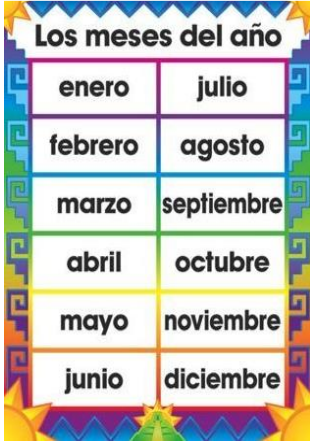 Los meses del año
enero
julio
febrero
agosto
marzo
septiembre
abril
octubre
mayo
noviembre
junio
diciembre